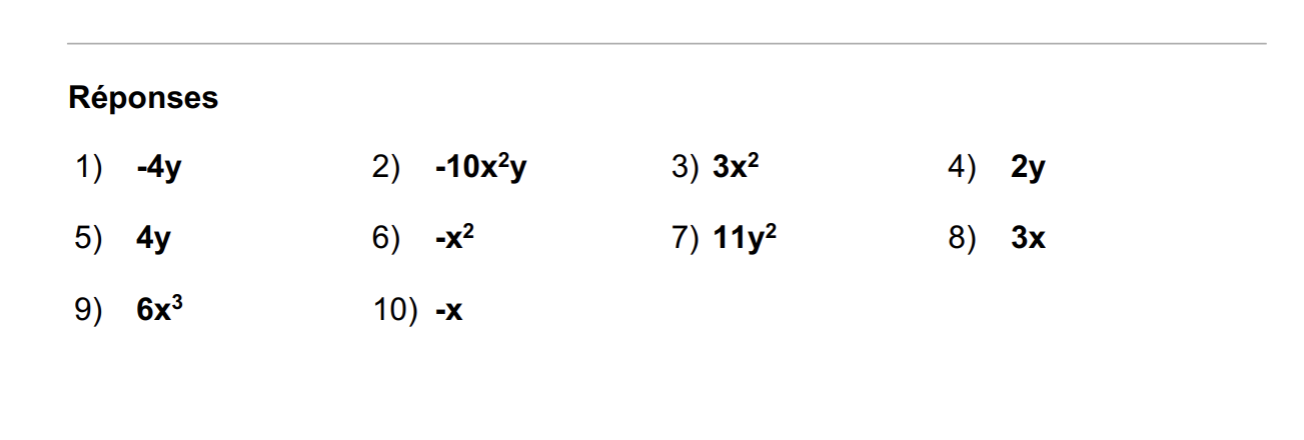 Réponses
1) -4y 2) -10x²y 3) 3x² 4) 2y
5) 4y 6) -x² 7) 11y² 8) 3x
9) 6x³ 10) -x